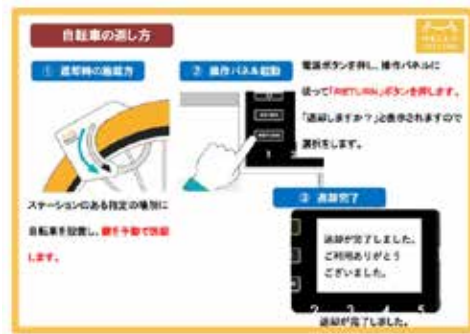 自転車の返し方
① 返却時の施錠方
② 操作パネル起動
電源ボタンを押し、操作パネルに
従って「RETURN」ボタンを押します。
「返却しますか？」と表示されますので
選択をします。
ステーションにある指定の場所に
自転車を設置し、鍵を手動で施錠
します。
1
③ 返却完了
返却が完了しました。
ご利用ありがとう
ございました。
2 3 4 5
返却が完了しました。